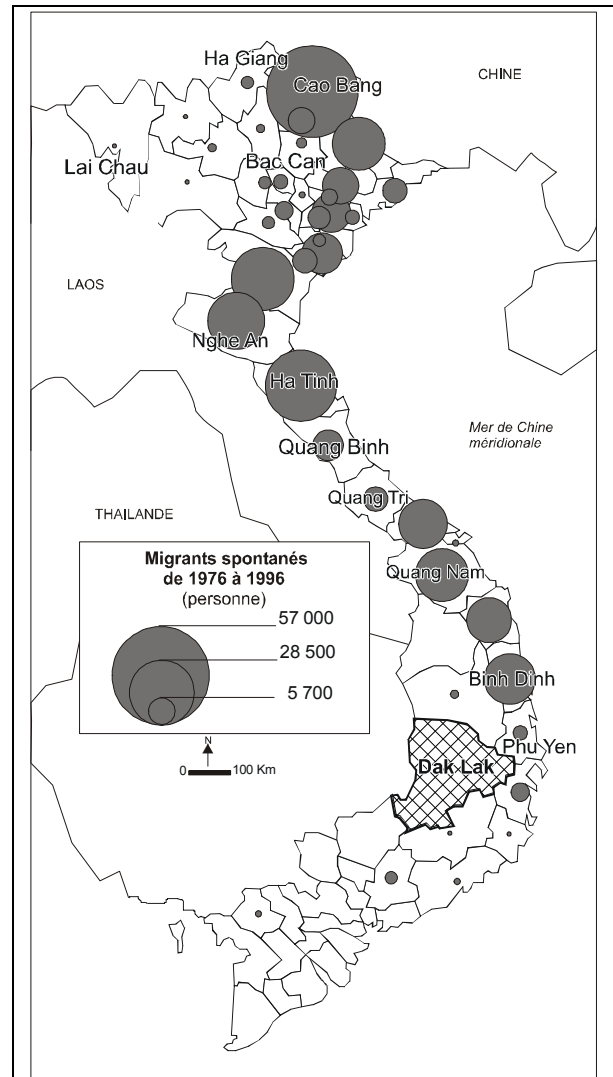 Ha Giang
CHINE
Cao Bang
Bac Can
Lai Chau
LAOS
Nghe An
Ha Tinh
Mer de Chine
méridionale
Quang Binh
Quang Tri
THAILANDE
Migrants spontanés
de 1976 à 1996
(personne)
57 000
28 500
5 700
Quang Nam
Binh Dinh
N
0 100 Km
Phu Yen
Dak Lak